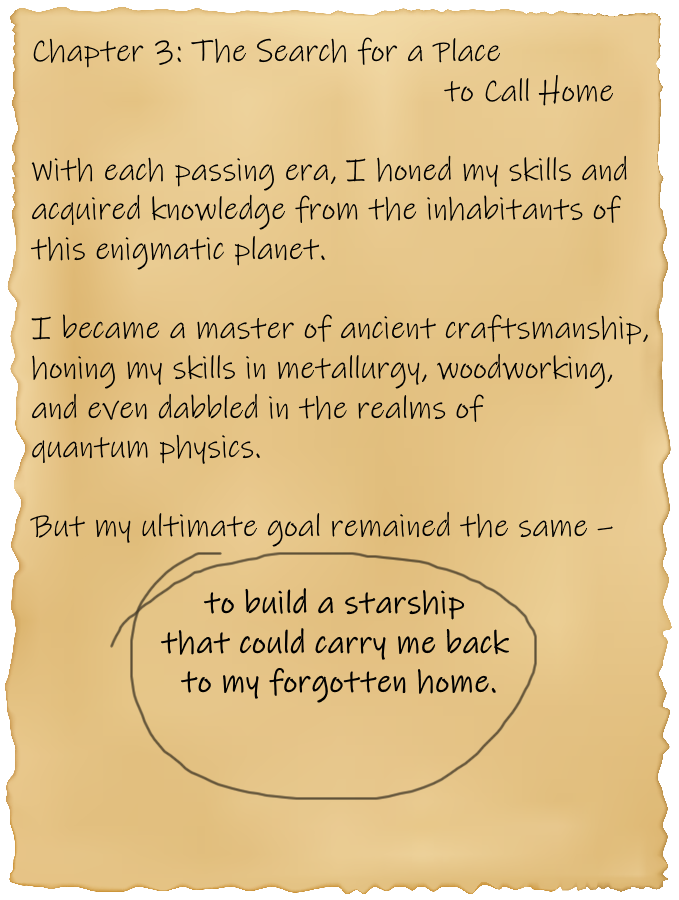 Chapter 3: The Search for a Place
to Call Home
With each passing era, I honed my skills and
acquired knowledge from the inhabitants of
this enigmatic planet.
I became a master of ancient craftsmanship,
honing my skills in metallurgy, woodworking,
and even dabbled in the realms of
quantum physics.
But my ultimate goal remained the same –
to build a starship
that could carry me back
to my forgotten home.